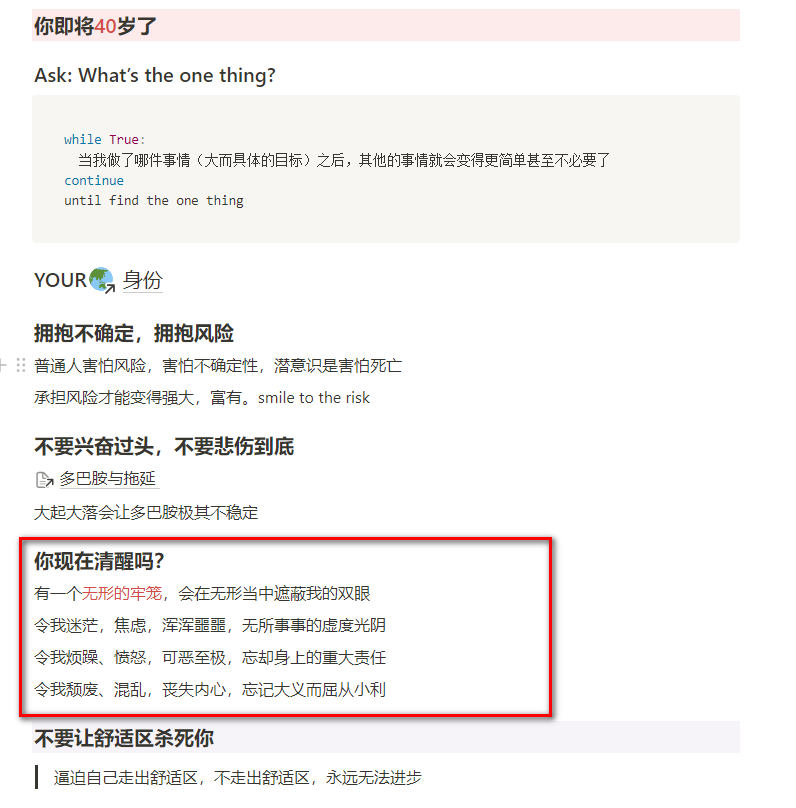 你即将40岁了
Ask: What's the one thing?
while True:
当我做了哪件事情（大而具体的目标）之后，其他的事情就会变得更简单甚至不必要了
continue
until find the one thing
YOUR 身份
拥抱不确定，拥抱风险
普通人害怕风险，害怕不确定性，潜意识是害怕死亡
承担风险才能变得强大，富有。smile to the risk
不要兴奋过头，不要悲伤到底
多巴胺与拖延
大起大落会让多巴胺极其不稳定
你现在清醒吗？
有一个无形的牢笼，会在无形当中遮蔽我的双眼
令我迷茫，焦虑，浑浑噩噩，无所事事的虚度光阴
令我烦躁、愤怒，可恶至极，忘却身上的重大责任
令我颓废、混乱，丧失内心，忘记大义而屈从小利
不要让舒适区杀死你
逼迫自己走出舒适区，不走出舒适区，永远无法进步